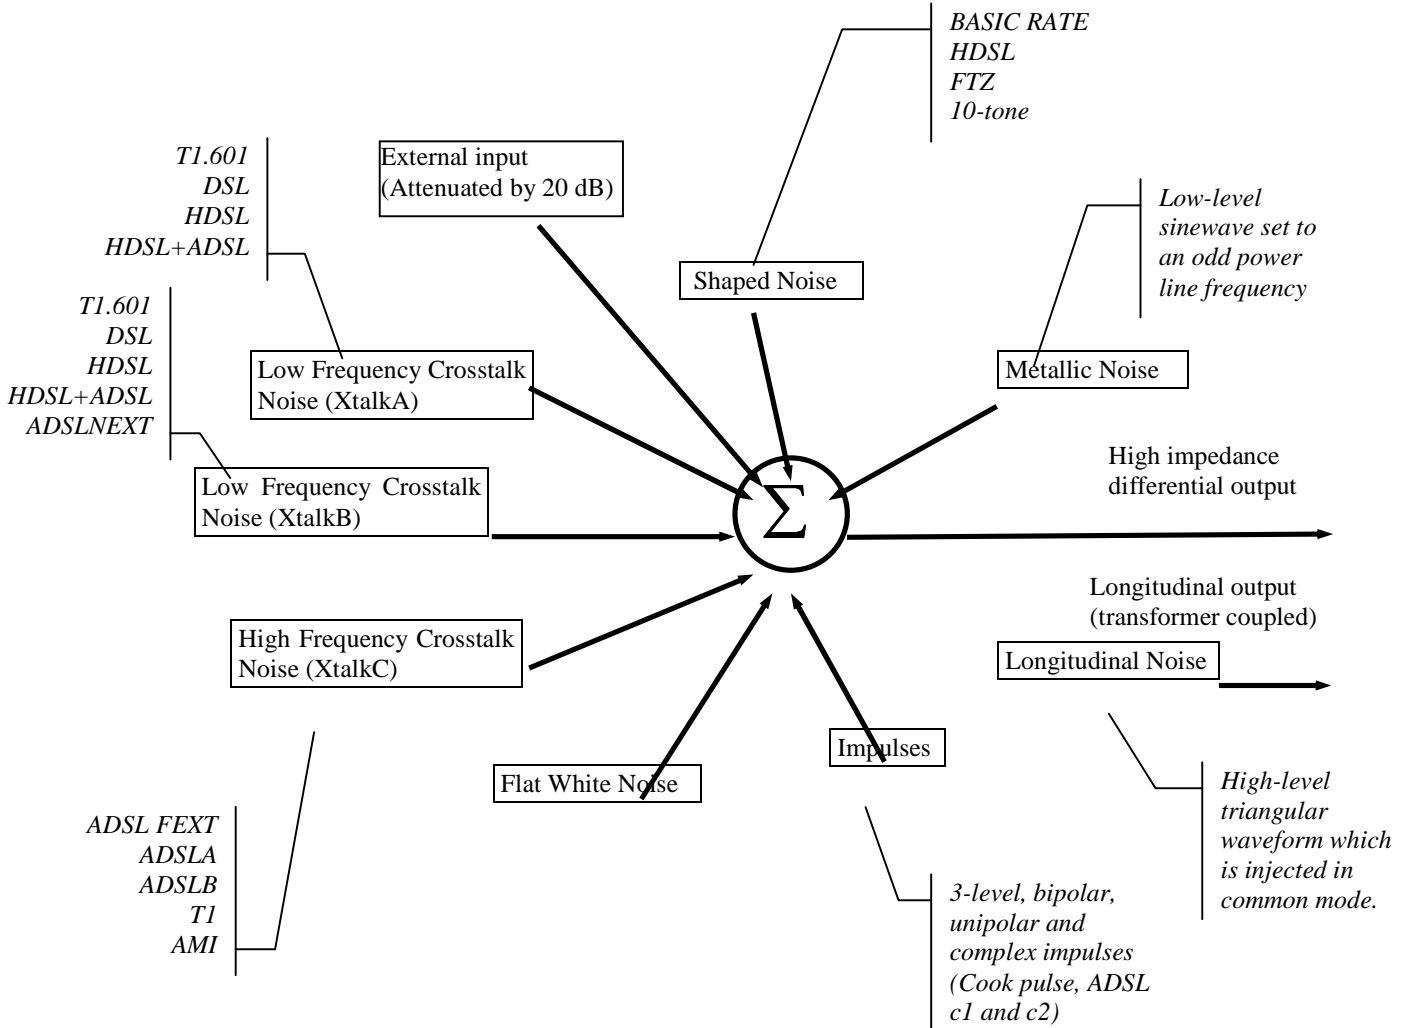 BASIC RATE
HDSL
FTZ
10-tone
T1.601
DSL
HDSL
HDSL+ADSL
External input
(Attenuated by 20 dB)
Low-level
sinewave set to
an odd power
line frequency
Shaped Noise
T1.601
DSL
HDSL
HDSL+ADSL
ADSLNEXT
Low Frequency Crosstalk
Noise (XtalkA)
Metallic Noise
Low Frequency Crosstalk
Noise (XtalkB)
High impedance
differential output
Σ
Longitudinal output
(transformer coupled)
High Frequency Crosstalk
Noise (XtalkC)
Longitudinal Noise
Impulses
Flat White Noise
High-level
triangular
waveform which
is injected in
common mode.
ADSL FEXT
ADSLA
ADSLB
T1
AMI
3-level, bipolar,
unipolar and
complex impulses
(Cook pulse, ADSL
c1 and c2)